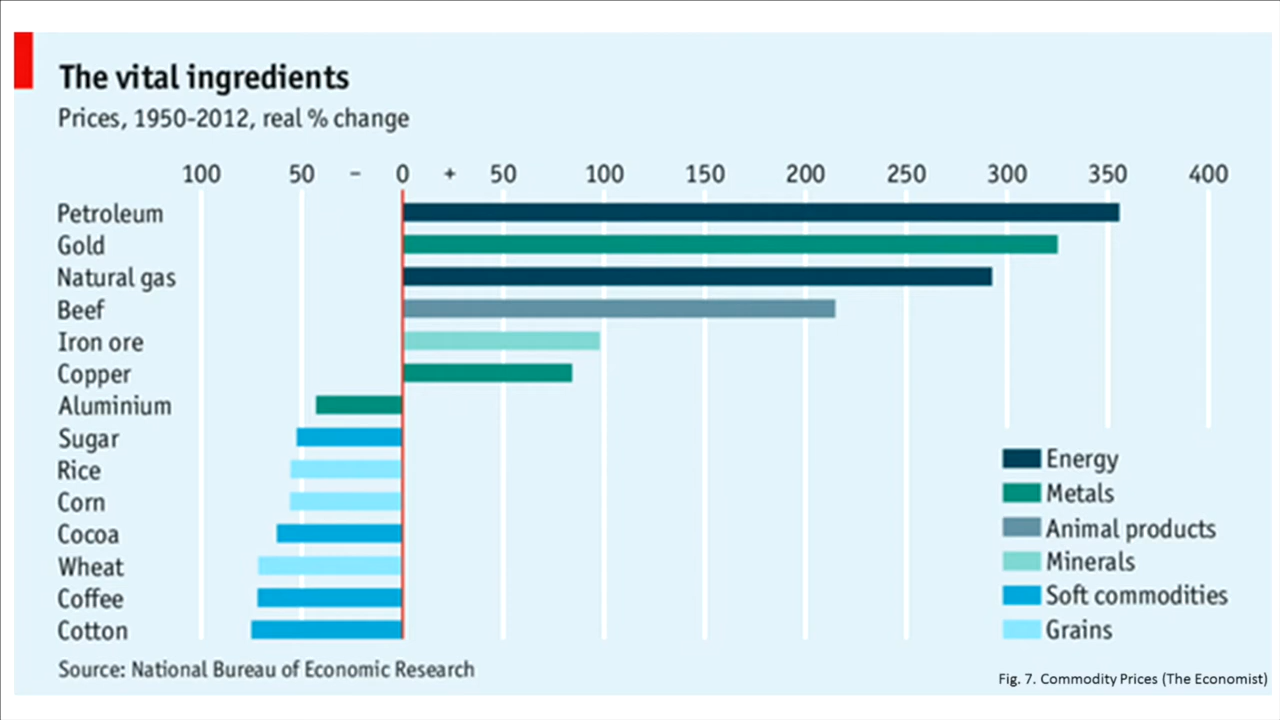 The vital ingredients
Prices, 1950-2012, real % change
100 50 – 0 + 50 100 150 200 250 300 350 400
Petroleum
Gold
Natural gas
Beef
Iron ore
Copper
Aluminium
Sugar
Rice
Corn
Cocoa
Wheat
Coffee
Cotton
Energy
Metals
Animal products
Minerals
Soft commodities
Grains
Source: National Bureau of Economic Research
Fig. 7. Commodity Prices (The Economist)